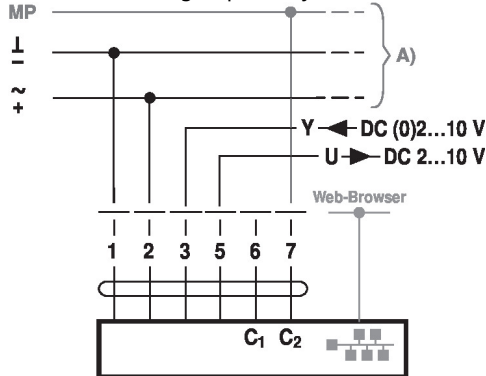 MP
⊥
–
A)
~
+
Y DC (0)2...10 V
U DC 2...10 V
Web-Browser
1 2 3 5 6 7
C1 C2